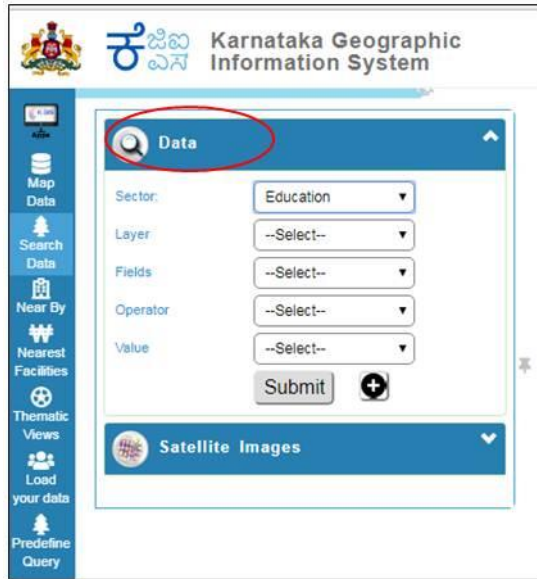 ಕ ಜಿಐ ಎಸ
Karnataka Geographic
Information System
Apps
Map
Data
Search
Data
Near By
Nearest
Facilities
Thematic
Views
Load
your data
Predefine
Query
Data
Sector: Education
Layer --Select--
Fields --Select--
Operator --Select--
Value --Select--
Submit
Satellite Images